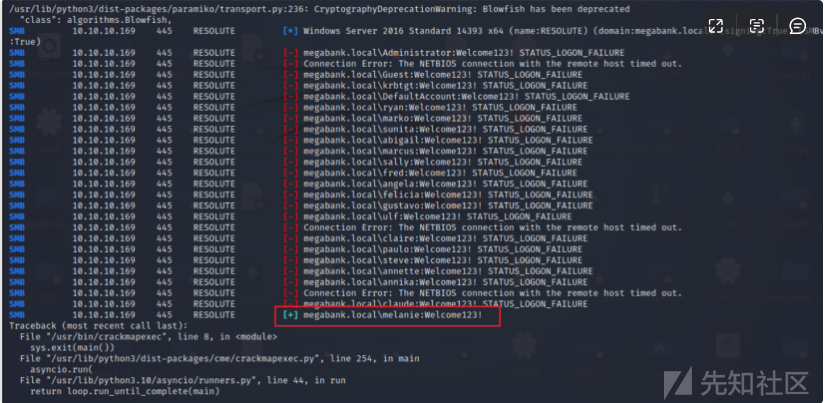 /usr/lib/python3/dist-packages/paramiko/transport.py:236: CryptographyDeprecationWarning: Blowfish has been deprecated
"class": algorithms.Blowfish,
SMB 10.10.10.169 445 RESOLUTE [*] Windows Server 2016 Standard 14393 x64 (name:RESOLUTE) (domain:megabank.local
:True)
SMB 10.10.10.169 445 RESOLUTE [-] megabank.local\Administrator:Welcome123! STATUS_LOGON_FAILURE
SMB 10.10.10.169 445 RESOLUTE [-] Connection Error: The NETBIOS connection with the remote host timed out.
SMB 10.10.10.169 445 RESOLUTE [-] megabank.local\Guest:Welcome123! STATUS_LOGON_FAILURE
SMB 10.10.10.169 445 RESOLUTE [-] megabank.local\krbtgt:Welcome123! STATUS_LOGON_FAILURE
SMB 10.10.10.169 445 RESOLUTE [-] megabank.local\DefaultAccount:Welcome123! STATUS_LOGON_FAILURE
SMB 10.10.10.169 445 RESOLUTE [-] megabank.local\ryan:Welcome123! STATUS_LOGON_FAILURE
SMB 10.10.10.169 445 RESOLUTE [-] megabank.local\marko:Welcome123! STATUS_LOGON_FAILURE
SMB 10.10.10.169 445 RESOLUTE [-] megabank.local\sunita:Welcome123! STATUS_LOGON_FAILURE
SMB 10.10.10.169 445 RESOLUTE [-] megabank.local\abigail:Welcome123! STATUS_LOGON_FAILURE
SMB 10.10.10.169 445 RESOLUTE [-] megabank.local\marcus:Welcome123! STATUS_LOGON_FAILURE
SMB 10.10.10.169 445 RESOLUTE [-] megabank.local\sally:Welcome123! STATUS_LOGON_FAILURE
SMB 10.10.10.169 445 RESOLUTE [-] megabank.local\fred:Welcome123! STATUS_LOGON_FAILURE
SMB 10.10.10.169 445 RESOLUTE [-] megabank.local\angela:Welcome123! STATUS_LOGON_FAILURE
SMB 10.10.10.169 445 RESOLUTE [-] megabank.local\felicia:Welcome123! STATUS_LOGON_FAILURE
SMB 10.10.10.169 445 RESOLUTE [-] megabank.local\gustavo:Welcome123! STATUS_LOGON_FAILURE
SMB 10.10.10.169 445 RESOLUTE [-] megabank.local\ulf:Welcome123! STATUS_LOGON_FAILURE
SMB 10.10.10.169 445 RESOLUTE [-] Connection Error: The NETBIOS connection with the remote host timed out.
SMB 10.10.10.169 445 RESOLUTE [-] megabank.local\claire:Welcome123! STATUS_LOGON_FAILURE
SMB 10.10.10.169 445 RESOLUTE [-] megabank.local\paulo:Welcome123! STATUS_LOGON_FAILURE
SMB 10.10.10.169 445 RESOLUTE [-] megabank.local\steve:Welcome123! STATUS_LOGON_FAILURE
SMB 10.10.10.169 445 RESOLUTE [-] megabank.local\annette:Welcome123! STATUS_LOGON_FAILURE
SMB 10.10.10.169 445 RESOLUTE [-] megabank.local\annika:Welcome123! STATUS_LOGON_FAILURE
SMB 10.10.10.169 445 RESOLUTE [-] Connection Error: The NETBIOS connection with the remote host timed out.
SMB 10.10.10.169 445 RESOLUTE [-] megabank.local\claude:Welcome123! STATUS_LOGON_FAILURE
SMB 10.10.10.169 445 RESOLUTE [+] megabank.local\melanie:Welcome123!
Traceback (most recent call last):
File "/usr/bin/crackmapexec", line 8, in <module>
sys.exit(main())
File "/usr/lib/python3/dist-packages/cme/crackmapexec.py", line 254, in main
asyncio.run(
File "/usr/lib/python3.10/asyncio/runners.py", line 44, in run
return loop.run_until_complete(main)
先知社区